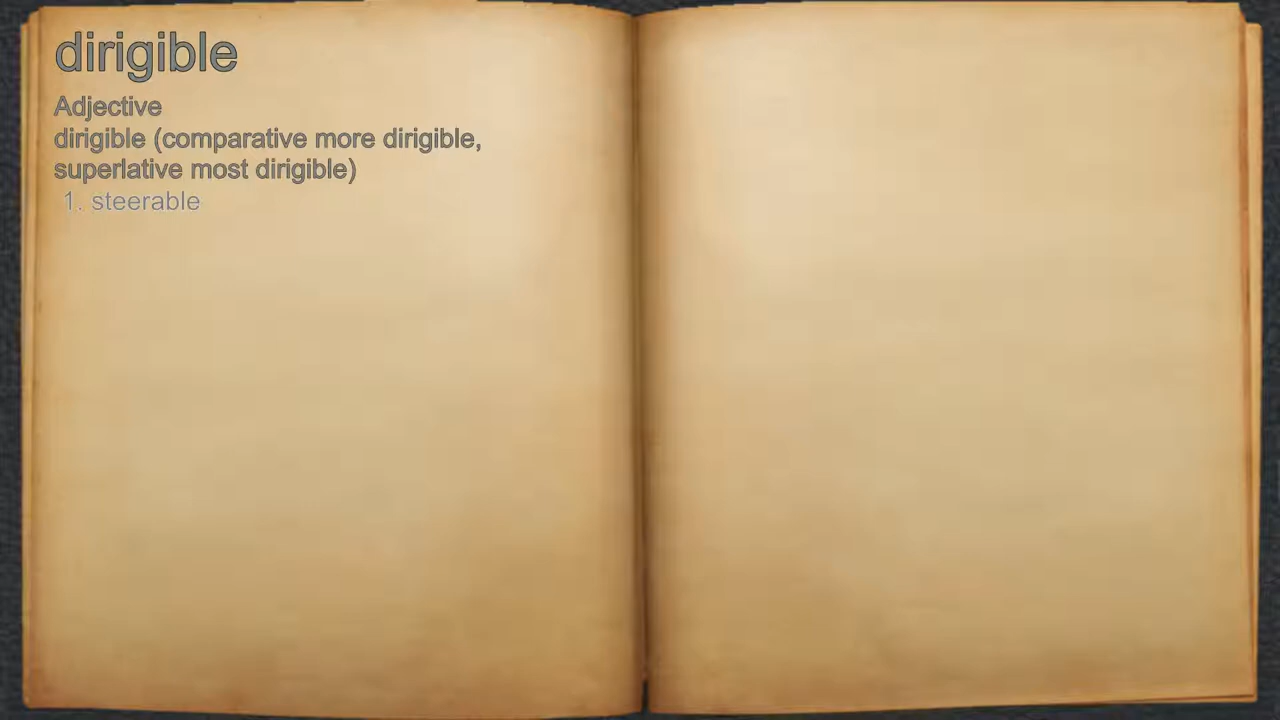 dirigible
Adjective
dirigible (comparative more dirigible,
superlative most dirigible)
1. steerable